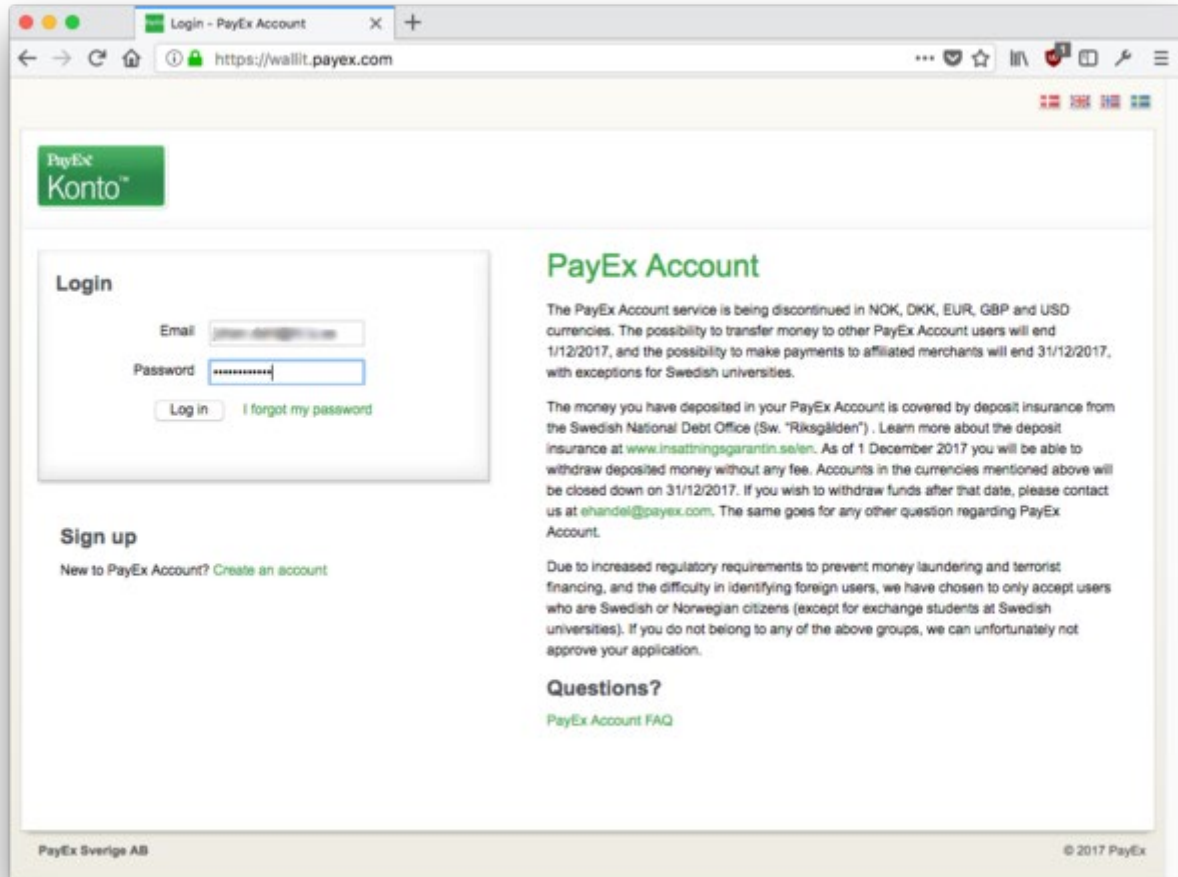 Login - PayEx Account
https://wallit.payex.com
PayEx
Konto™
Login
Email
Password
Log in
I forgot my password
Sign up
New to PayEx Account? Create an account
PayEx Account
The PayEx Account service is being discontinued in NOK, DKK, EUR, GBP and USD
currencies. The possibility to transfer money to other PayEx Account users will end
1/12/2017, and the possibility to make payments to affiliated merchants will end 31/12/2017,
with exceptions for Swedish universities.
The money you have deposited in your PayEx Account is covered by deposit insurance from
the Swedish National Debt Office (Sw. "Riksgälden") . Learn more about the deposit
insurance at www.insattningsgarantin.se/en. As of 1 December 2017 you will be able to
withdraw deposited money without any fee. Accounts in the currencies mentioned above will
be closed down on 31/12/2017. If you wish to withdraw funds after that date, please contact
us at ehandel@payex.com. The same goes for any other question regarding PayEx
Account.
Due to increased regulatory requirements to prevent money laundering and terrorist
financing, and the difficulty in identifying foreign users, we have chosen to only accept users
who are Swedish or Norwegian citizens (except for exchange students at Swedish
universities). If you do not belong to any of the above groups, we can unfortunately not
approve your application.
Questions?
PayEx Account FAQ
PayEx Sverige AB
© 2017 PayEx